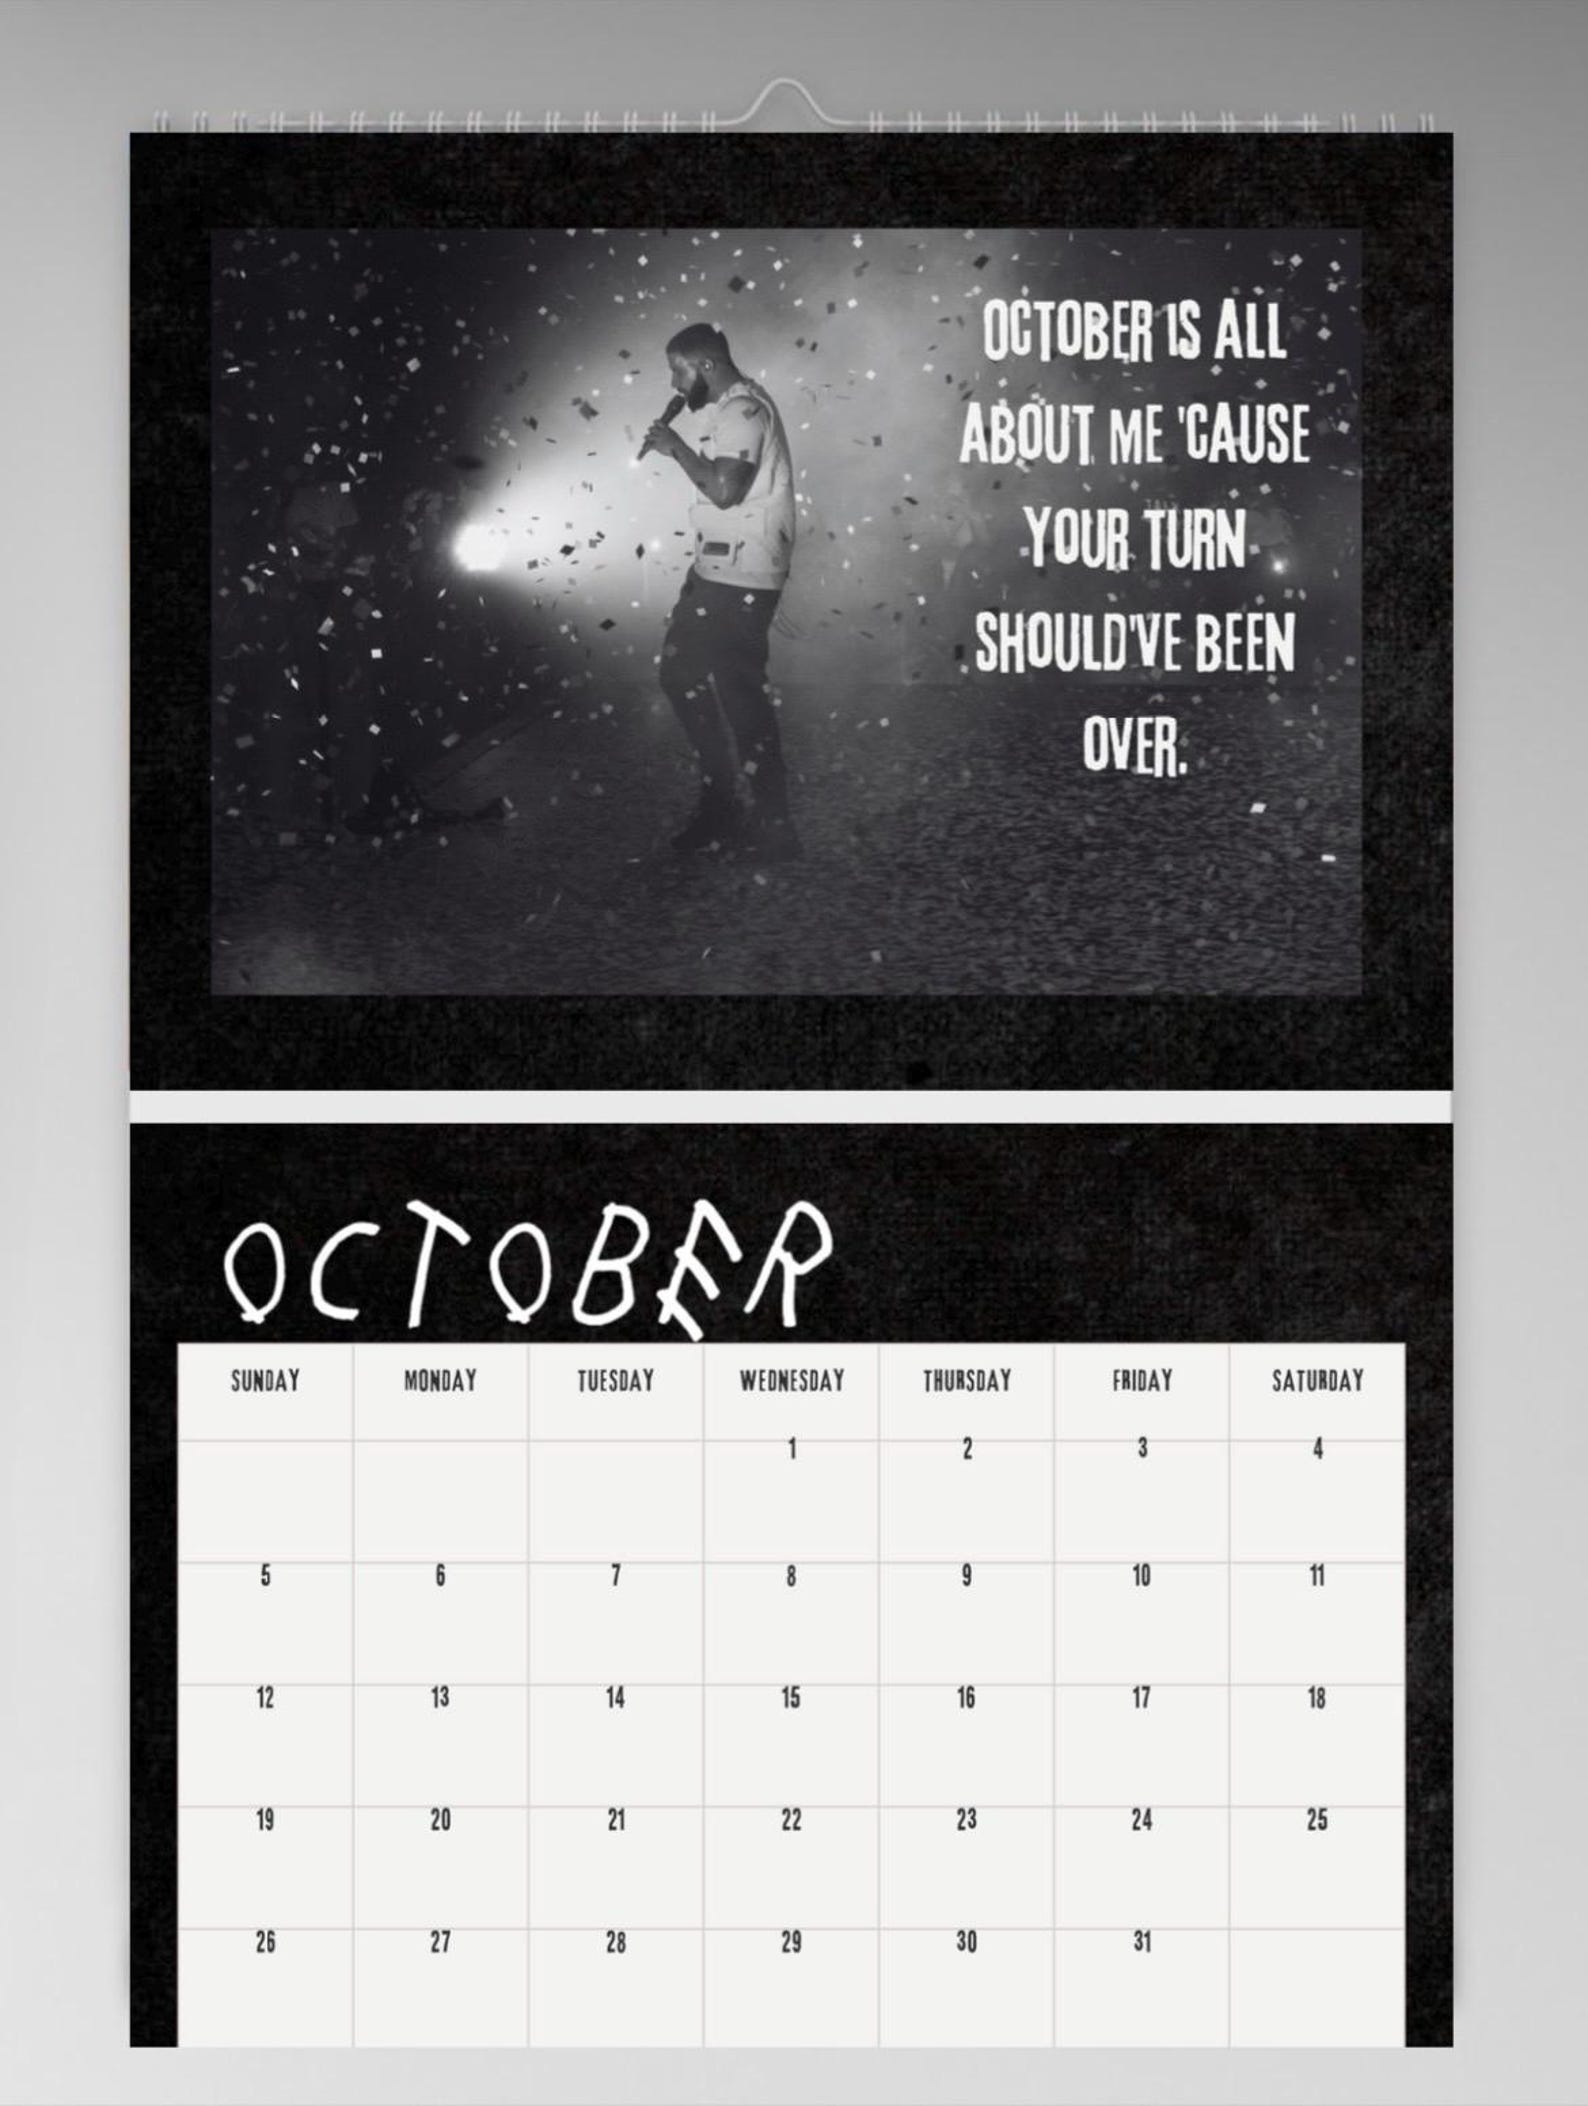 OCTOBER IS ALL
ABOUT ME 'CAUSE
YOUR TURN
SHOULD'VE BEEN
OVER.
OCTOBER
SUNDAY MONDAY TUESDAY WEDNESDAY THURSDAY FRIDAY SATURDAY
1 2 3 4
5 6 7 8 9 10 11
12 13 14 15 16 17 18
19 20 21 22 23 24 25
26 27 28 29 30 31